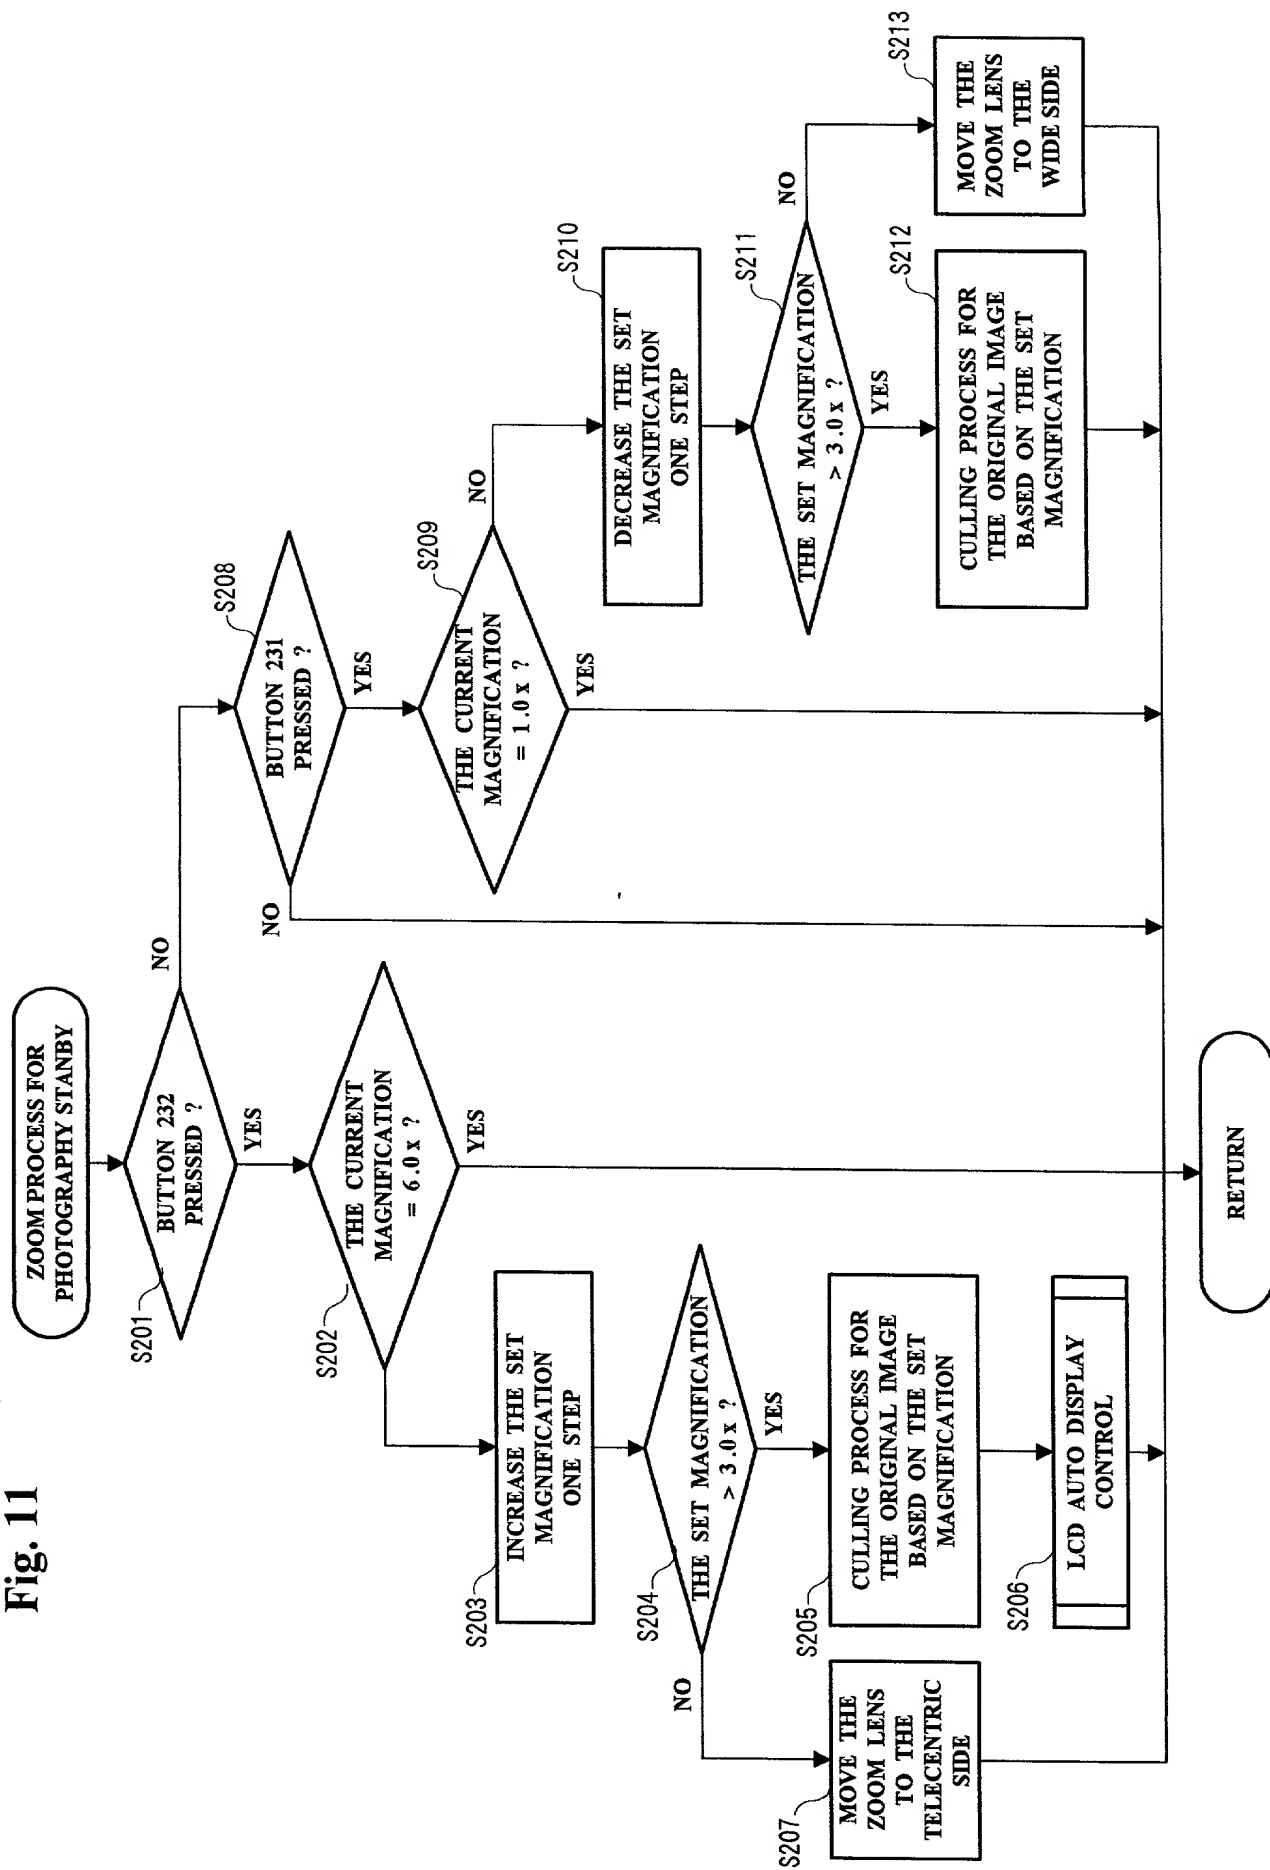 Fig. 11
ZOOM PROCESS FOR
PHOTOGRAPHY STANBY
S201
BUTTON 232
PRESSED ?
NO
YES
S202
THE CURRENT
MAGNIFICATION
= 6.0x ?
YES
S203
INCREASE THE SET
MAGNIFICATION
ONE STEP
S204
THE SET MAGNIFICATION
> 3.0x ?
NO
YES
S205
CULLING PROCESS FOR
THE ORIGINAL IMAGE
BASED ON THE SET
MAGNIFICATION
S206
LCD AUTO DISPLAY
CONTROL
S207
MOVE THE
ZOOM LENS
TO THE
TELECENTRIC
SIDE
S208
BUTTON 231
PRESSED ?
NO
YES
S209
THE CURRENT
MAGNIFICATION
= 1.0x ?
NO
YES
S210
DECREASE THE SET
MAGNIFICATION
ONE STEP
S211
THE SET MAGNIFICATION
> 3.0x ?
NO
YES
S212
CULLING PROCESS FOR
THE ORIGINAL IMAGE
BASED ON THE SET
MAGNIFICATION
S213
MOVE THE
ZOOM LENS
TO THE
WIDE SIDE
RETURN